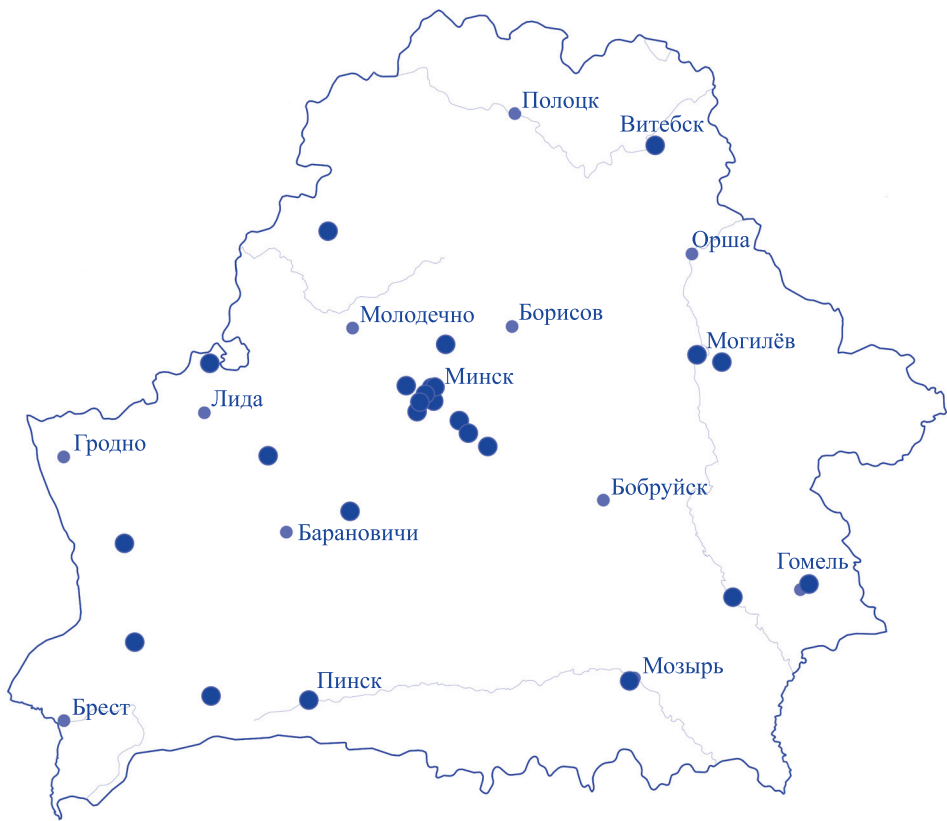 Полоцк
Витебск
Орша
Молодечно
Борисов
Могилёв
Минск
Лида
Гродно
Бобруйск
Барановичи
Гомель
Мозырь
Пинск
Брест